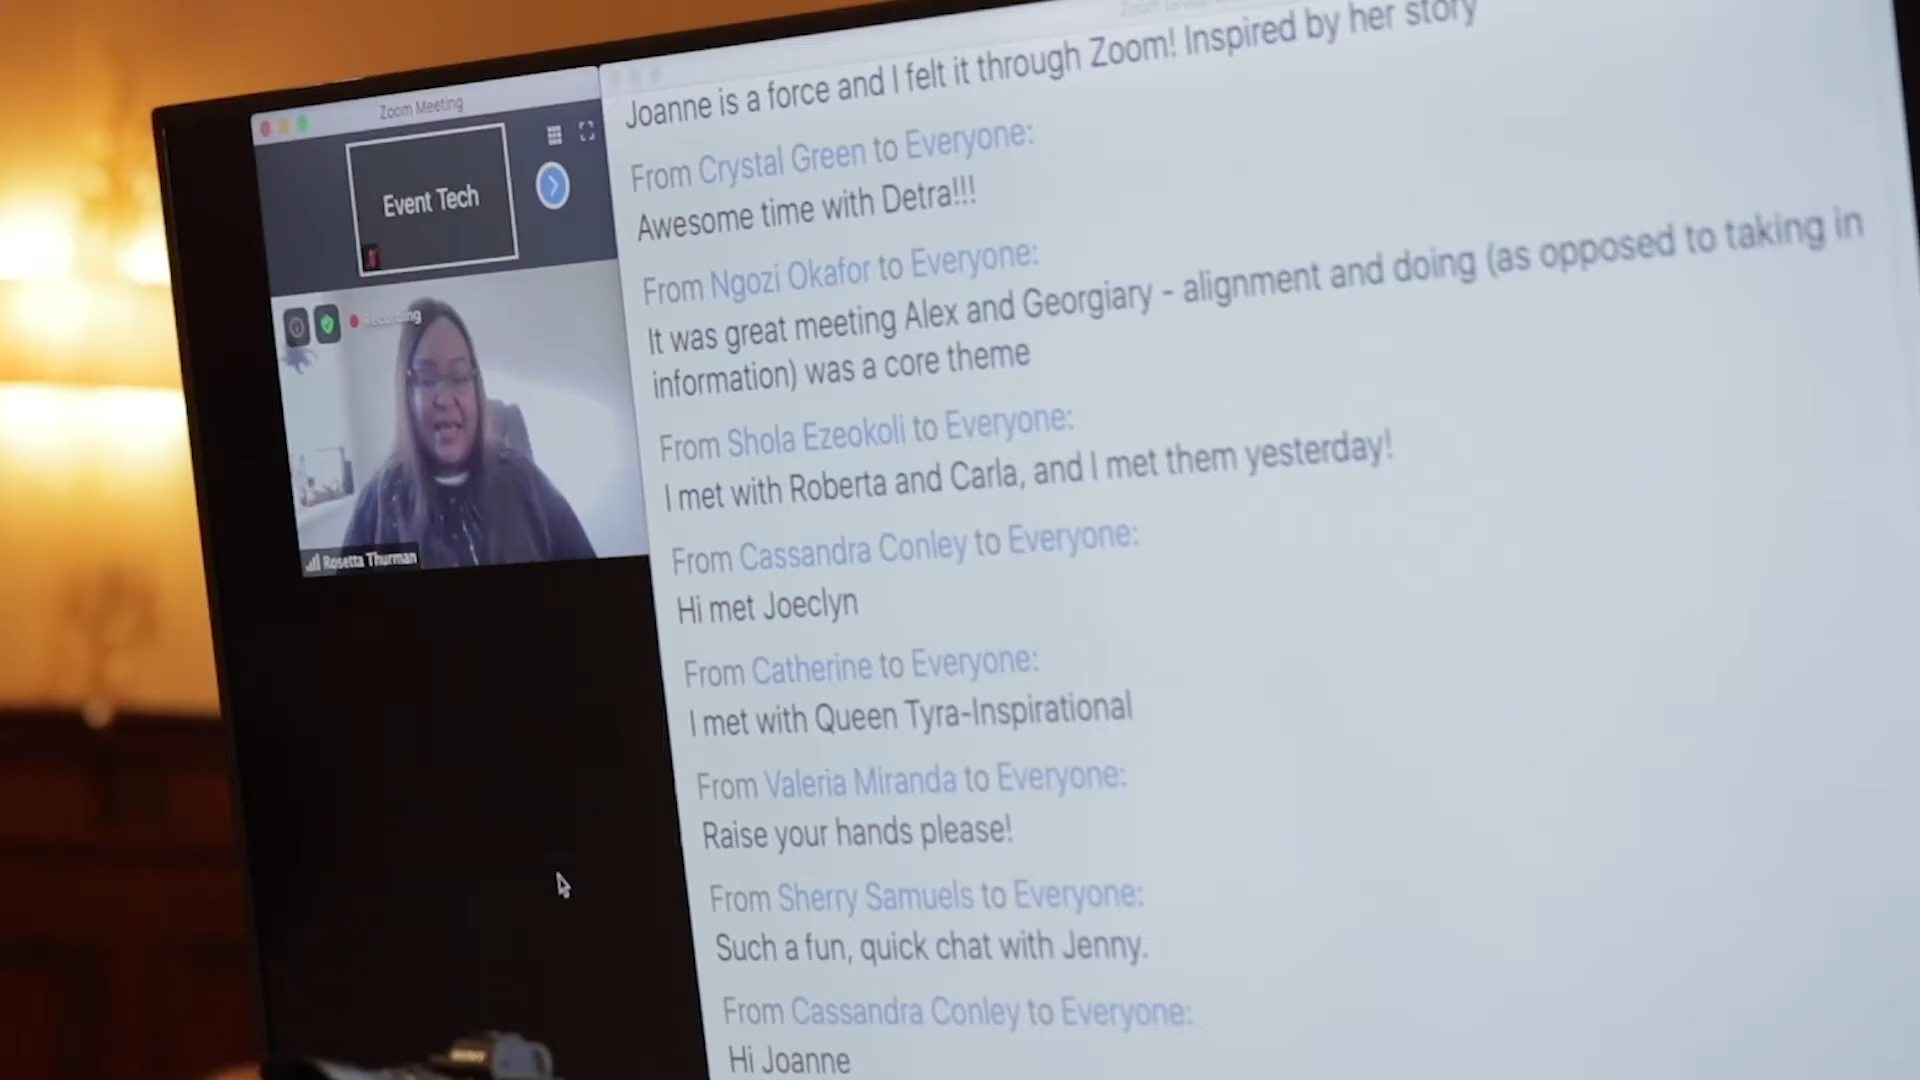 Zoom Meeting
Event Tech
Recording
Rosetta Thurman
Joanne is a force and I felt it through Zoom! Inspired by her story
From Crystal Green to Everyone:
Awesome time with Detra!!!
From Ngozi Okafor to Everyone:
It was great meeting Alex and Georgiary - alignment and doing (as opposed to taking in
information) was a core theme
From Shola Ezeokoli to Everyone:
I met with Roberta and Carla, and I met them yesterday!
From Cassandra Conley to Everyone:
Hi met Joeclyn
From Catherine to Everyone:
I met with Queen Tyra-Inspirational
From Valeria Miranda to Everyone:
Raise your hands please!
From Sherry Samuels to Everyone:
Such a fun, quick chat with Jenny.
From Cassandra Conley to Everyone:
Hi Joanne